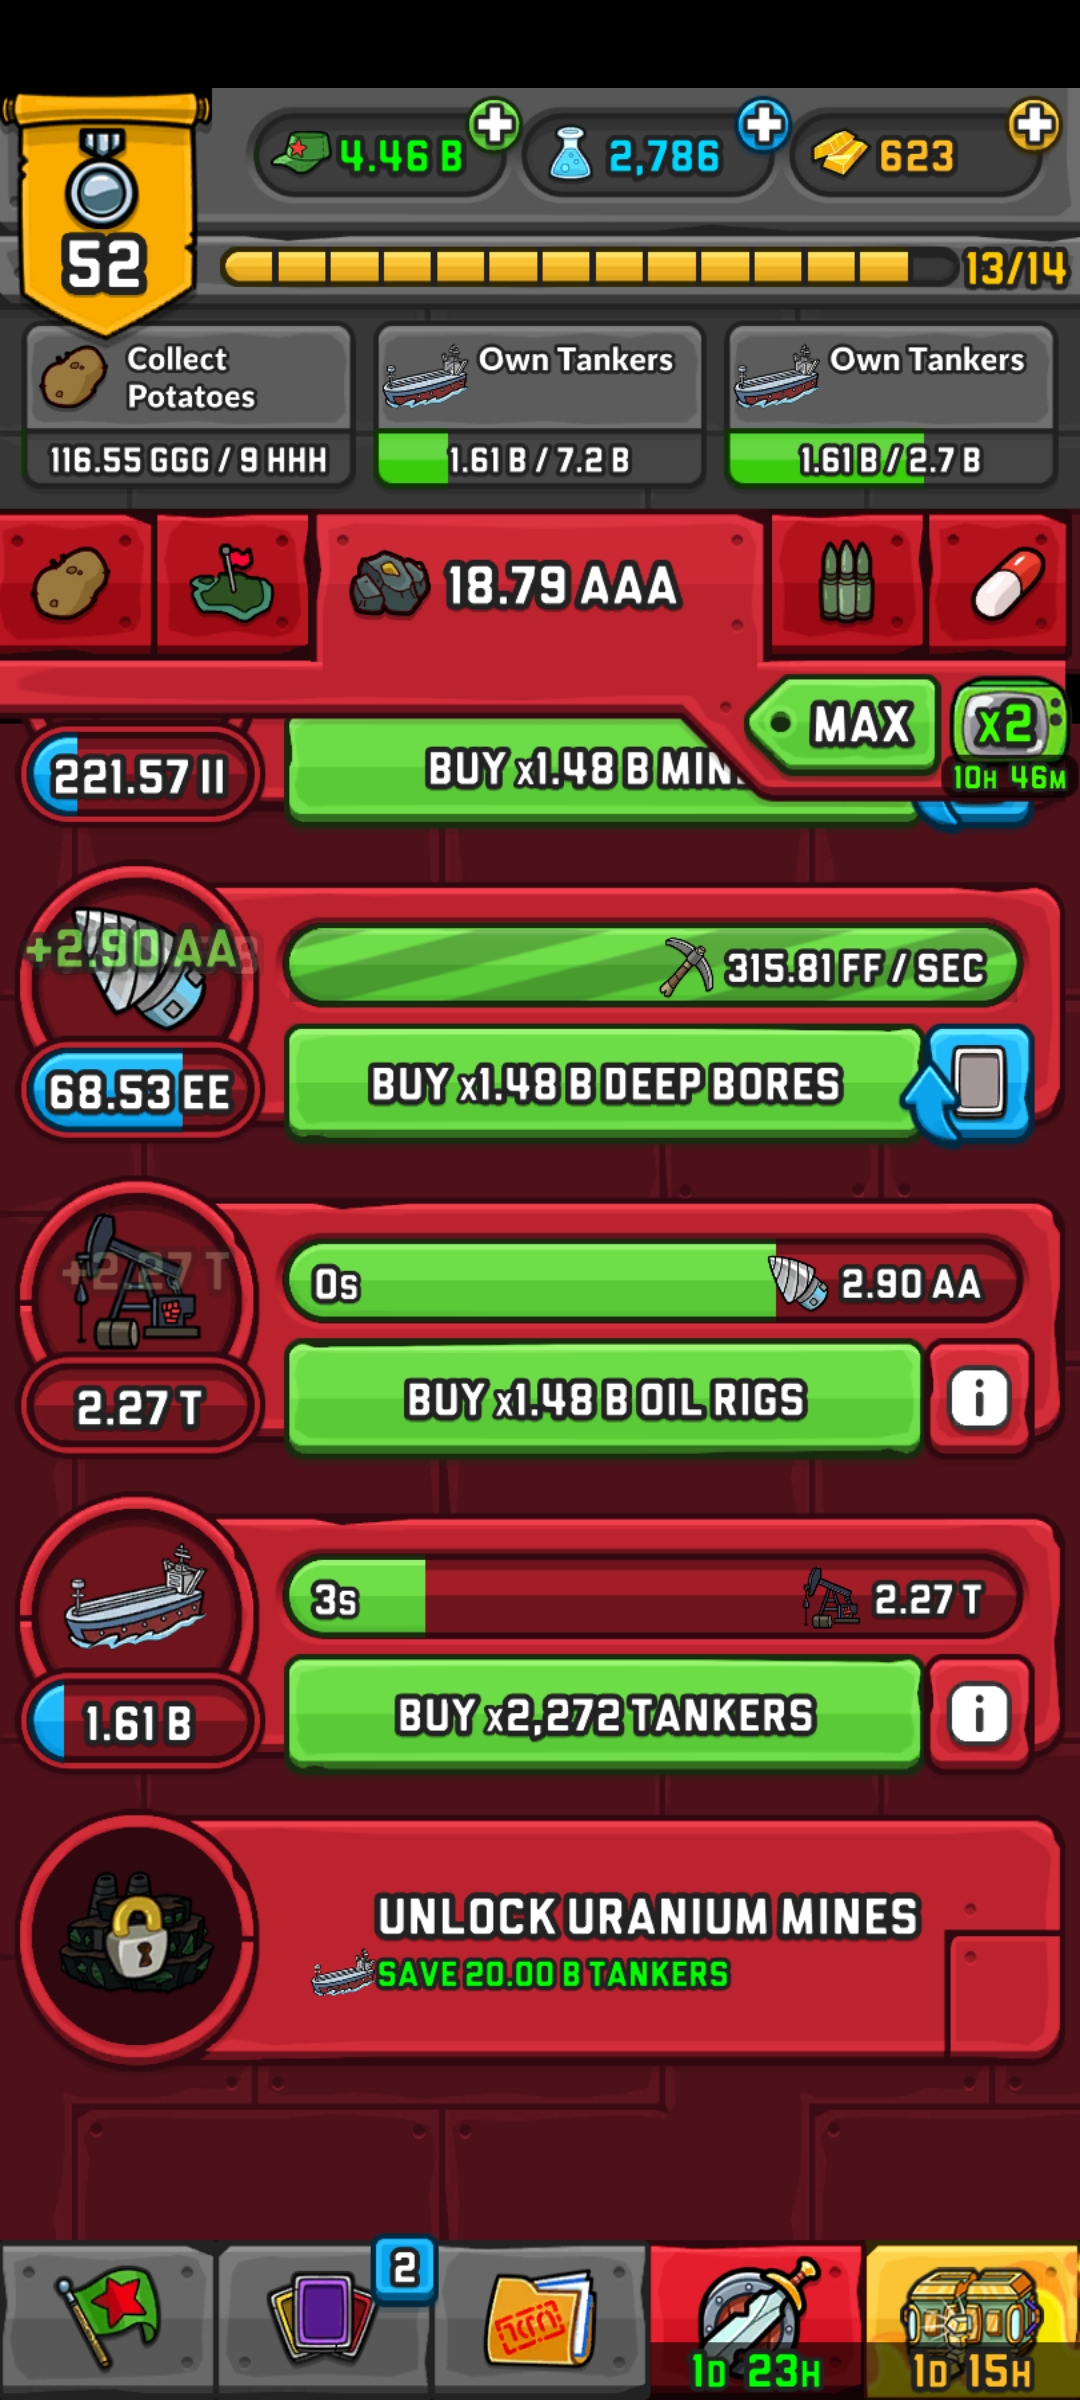 4.46 B
2,786
623
52
13/14
Collect
Potatoes
116.55 GGG / 9 HHH
Own Tankers
1.61 B / 7.2 B
Own Tankers
1.61 B / 2.7 B
18.79 AAA
MAX
X2
10H 46M
221.57 II
BUY x1.48 B
+2.90 AA
315.81 FF / SEC
68.53 EE
BUY x1.48 B DEEP BORES
+2.27 T
0s
2.90 AA
2.27 T
BUY x1.48 B OIL RIGS
i
3s
2.27 T
1.61 B
BUY x2,272 TANKERS
i
UNLOCK URANIUM MINES
SAVE 20.00 B TANKERS
2
1D 23H
1D 15H